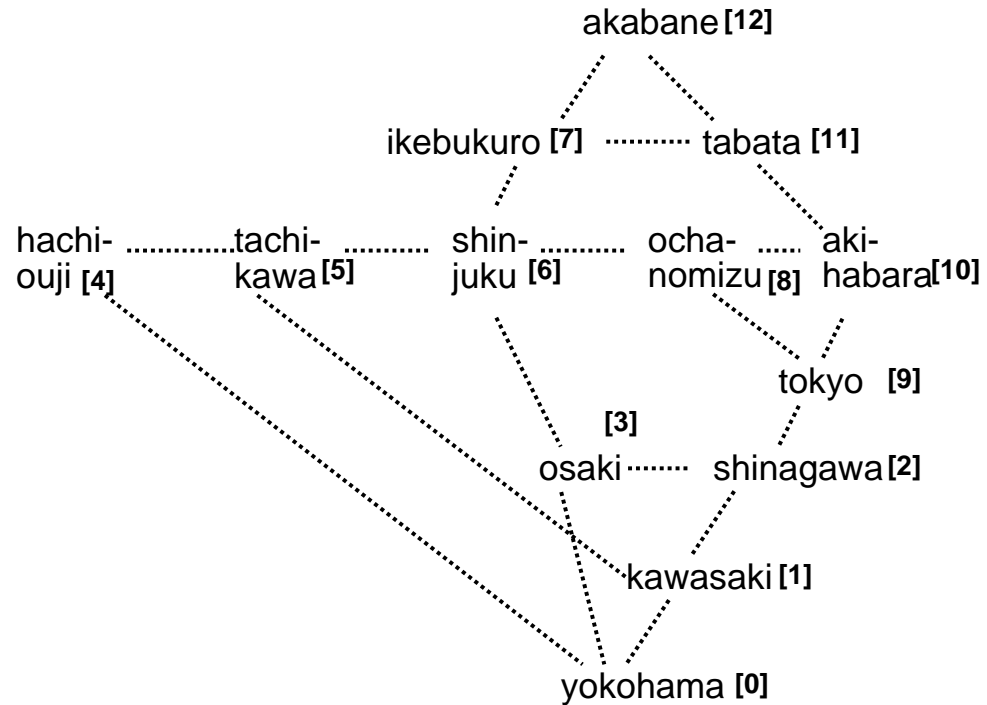 akabane [12]
ikebukuro [7] tabata [11]
hachi- tachi- shin- ocha- aki-
ouji [4] kawa [5] juku [6] nomizu [8] habara [10]
tokyo [9]
[3]
osaki shinagawa [2]
kawasaki [1]
yokohama [0]